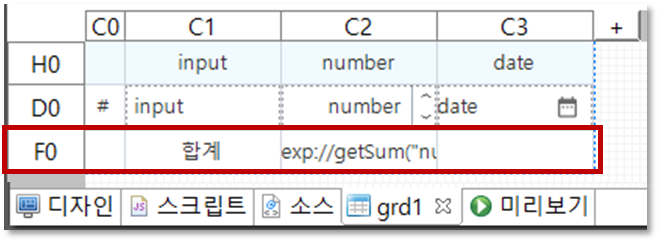 C0 C1 C2 C3 +
H0 input number date
D0 # input number date
F0 합계 exp://getSum("nu
디자인 스크립트 소스 grd1 미리보기